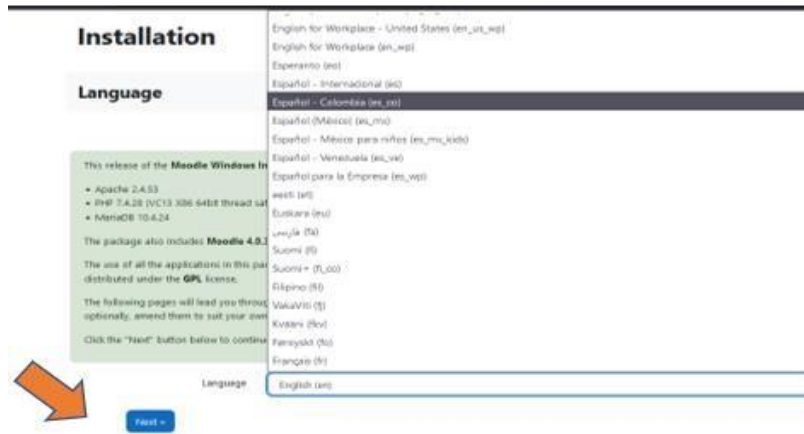 Installation
Language
This release of the Moodle Windows In
• Apache 2.4.53
• PHP 7.4.28 (VC13 X86 64bit thread saf
• MariaDB 10.4.24
The package also includes Moodle 4.0.
The use of all the applications in this pac
distributed under the GPL license.
The following pages will lead you throug
optionally, amend them to suit your own
Click the "Next" button below to continue
English for Workplace - United States (en_us_wp)
English for Workplace (en_wp)
Esperanto (eo)
Español - Internacional (es)
Español - Colombia (es_co)
Español (México) (es_mx)
Español - México para niños (es_mx_kids)
Español - Venezuela (es_ve)
Español para la Empresa (es_wp)
eesti (et)
Euskara (eu)
فارسی (fa)
Suomi (fi)
Suomi+ (fi_co)
Filipino (fil)
VakaViti (fj)
Kvääni (fkv)
Føroyskt (fo)
Français (fr)
Language
English (en)
Next »